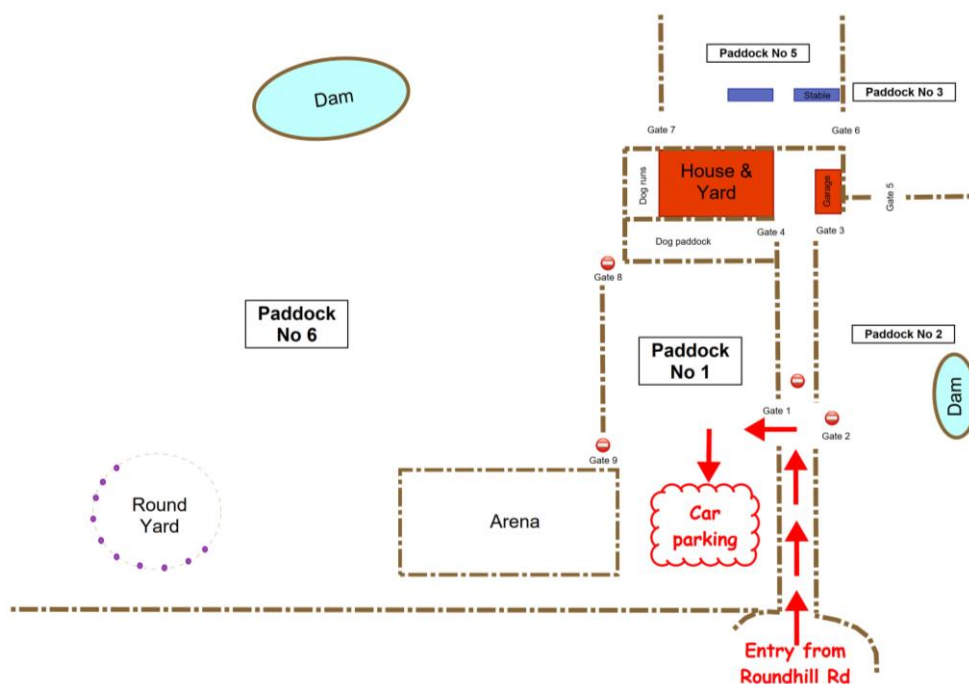 Paddock No 5
Dam
Stable
Paddock No 3
Gate 7
Gate 6
Dog runs
House &
Yard
Garage
Gate 5
Gate 4
Gate 3
Dog paddock
Gate 8
Paddock
No 6
Paddock
No 1
Paddock No 2
Dam
Gate 1
Gate 2
Gate 9
Round
Yard
Arena
Car
parking
Entry from
Roundhill Rd